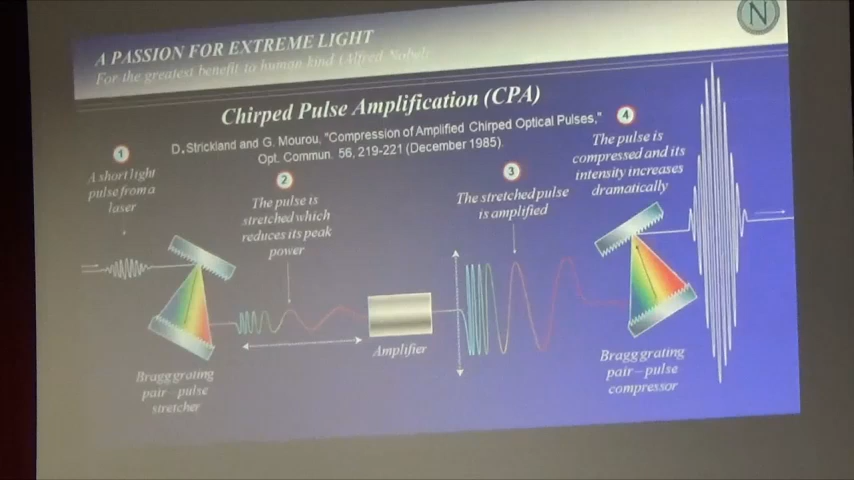 N
A PASSION FOR EXTREME LIGHT
For the greatest benefit to human kind (Alfred Nobel)
Chirped Pulse Amplification (CPA)
D. Strickland and G. Mourou, "Compression of Amplified Chirped Optical Pulses,"
Opt. Commun. 56, 219-221 (December 1985).
1
A short light
pulse from a
laser
2
The pulse is
stretched which
reduces its peak
power
3
The stretched pulse
is amplified
4
The pulse is
compressed and its
intensity increases
dramatically
Bragg grating
pair – pulse
stretcher
Amplifier
Bragg grating
pair – pulse
compressor